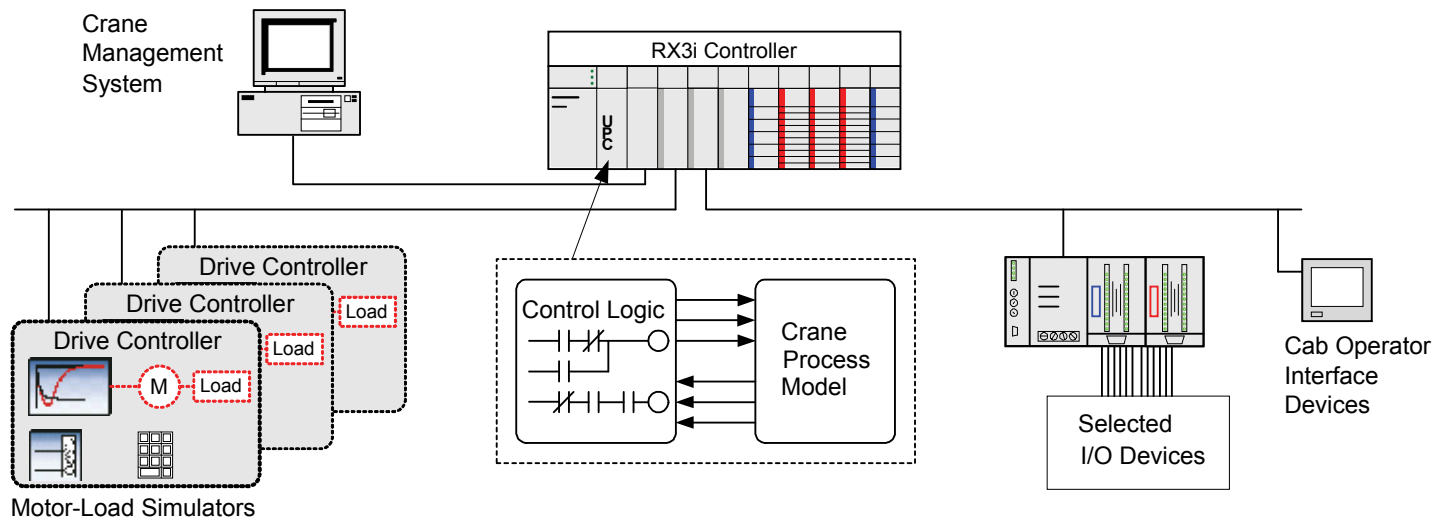 Crane
Management
System
RX3i Controller
U
P
C
Drive Controller
Load
Drive Controller
Load
Drive Controller
M
Load
Motor-Load Simulators
Control Logic
Crane
Process
Model
Selected
I/O Devices
Cab Operator
Interface
Devices